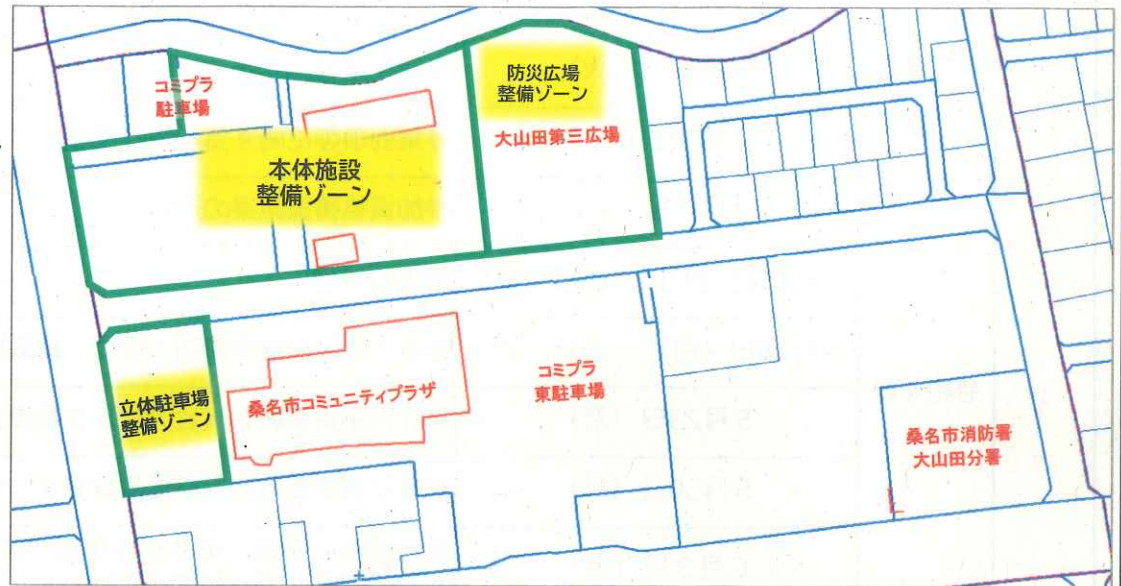 コミプラ
駐車場
防災広場
整備ゾーン
大山田第三広場
本体施設
整備ゾーン
立体駐車場
整備ゾーン
桑名市コミュニティプラザ
コミプラ
東駐車場
桑名市消防署
大山田分署